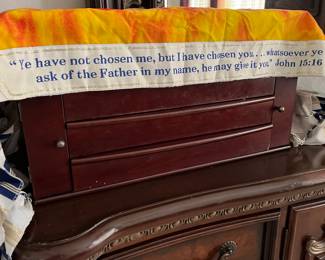 "Ye have not chosen me, but I have chosen you...whatsoever ye
ask of the Father in my name, he may give it you" John 15:16